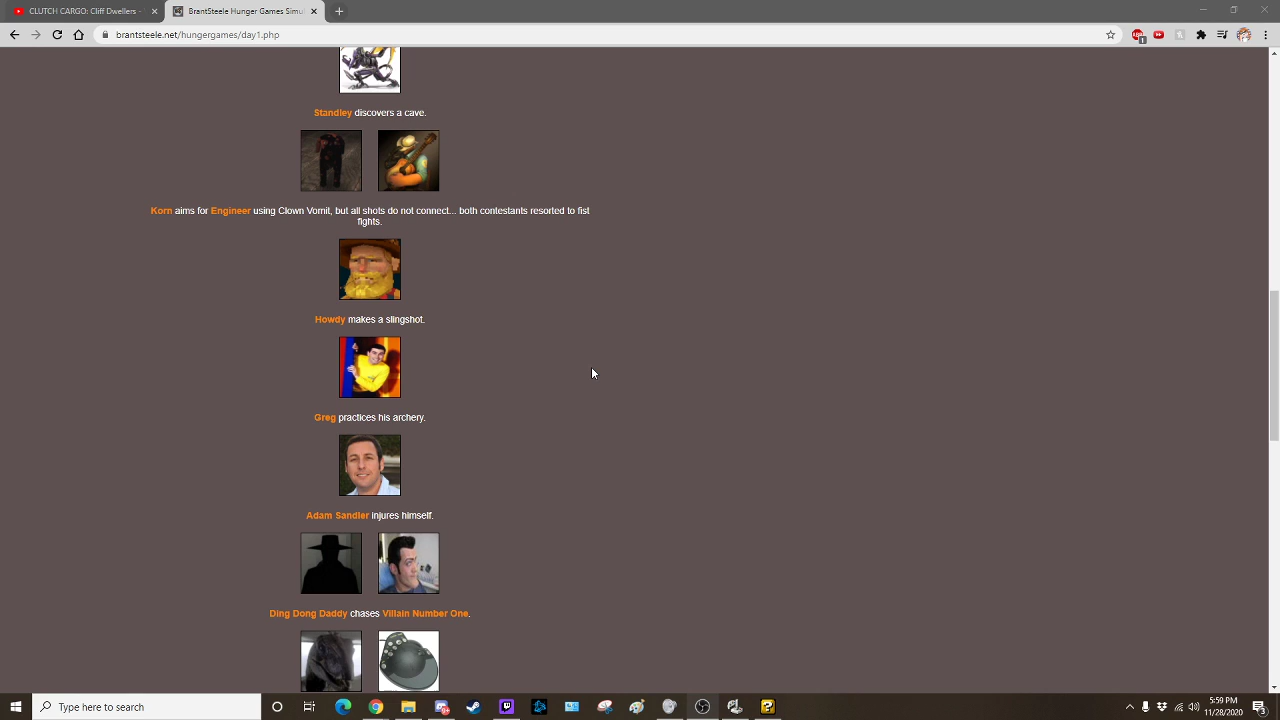 CLUTCH CARGO: Cliff Dwellers -
BrantSteele Hunger Games Simu
brantsteele.net/hungergames/day1.php
Standley discovers a cave.
Korn aims for Engineer using Clown Vomit, but all shots do not connect... both contestants resorted to fist
fights.
Howdy makes a slingshot.
Greg practices his archery.
Adam Sandler injures himself.
Ding Dong Daddy chases Villain Number One.
Type here to search
5:59 PM
11/28/2020